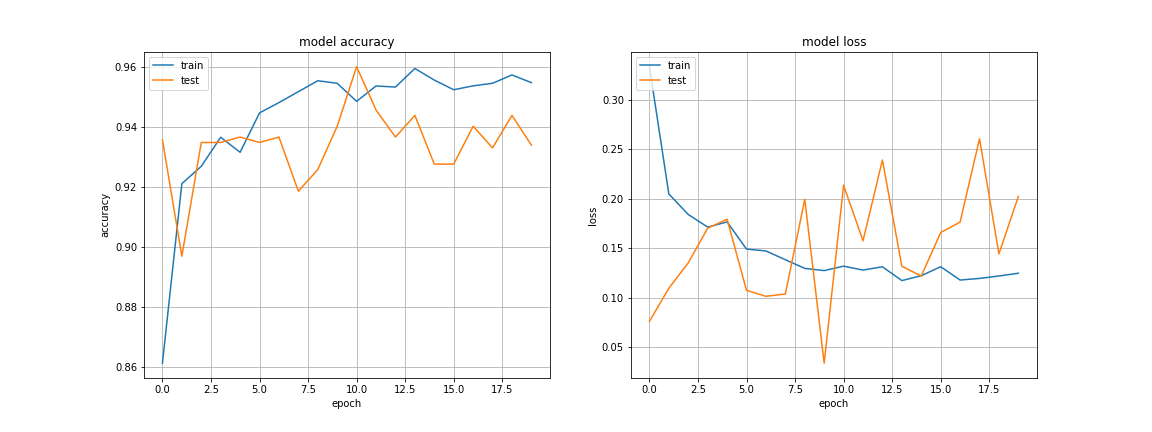 model accuracy
train
test
0.96
0.94
0.92
0.90
0.88
0.86
accuracy
0.0 2.5 5.0 7.5 10.0 12.5 15.0 17.5
epoch
model loss
train
test
0.30
0.25
0.20
0.15
0.10
0.05
loss
0.0 2.5 5.0 7.5 10.0 12.5 15.0 17.5
epoch